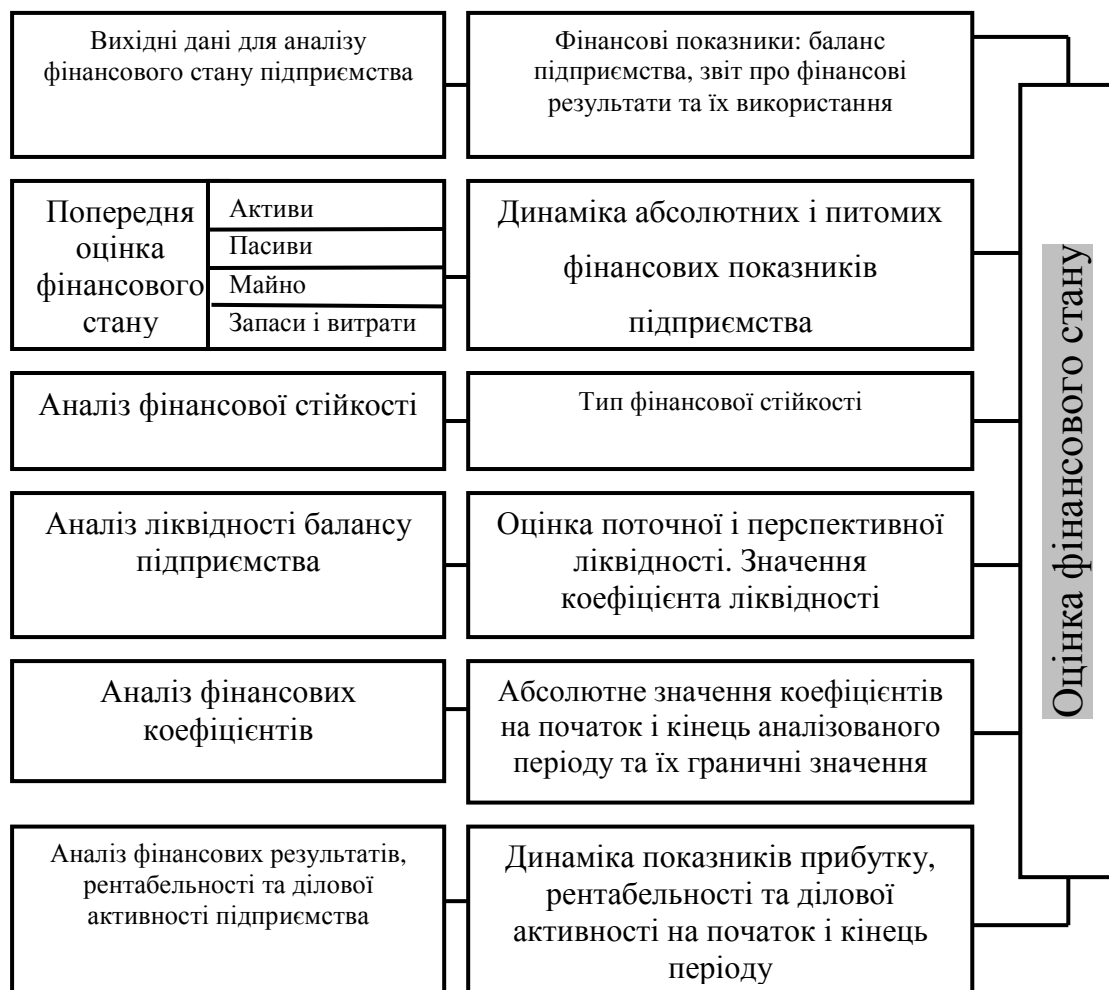 Вихідні дані для аналізу
фінансового стану підприємства
Фінансові показники: баланс
підприємства, звіт про фінансові
результати та їх використання
Попередня
оцінка
фінансового
стану
Активи
Пасиви
Майно
Запаси і витрати
Динаміка абсолютних і питомих
фінансових показників
підприємства
Аналіз фінансової стійкості
Тип фінансової стійкості
Аналіз ліквідності балансу
підприємства
Оцінка поточної і перспективної
ліквідності. Значення
коефіцієнта ліквідності
Аналіз фінансових
коефіцієнтів
Абсолютне значення коефіцієнтів
на початок і кінець аналізованого
періоду та їх граничні значення
Аналіз фінансових результатів,
рентабельності та ділової
активності підприємства
Динаміка показників прибутку,
рентабельності та ділової
активності на початок і кінець
періоду
Оцінка фінансового стану